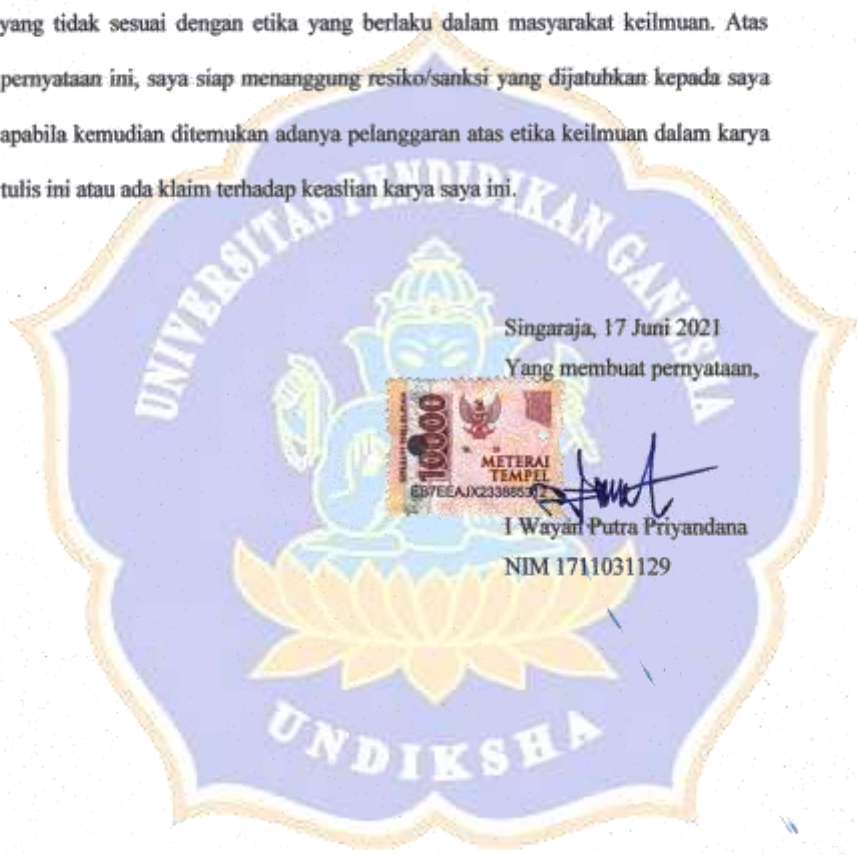 yang tidak sesuai dengan etika yang berlaku dalam masyarakat keilmuan. Atas
pernyataan ini, saya siap menanggung resiko/sanksi yang dijatuhkan kepada saya
apabila kemudian ditemukan adanya pelanggaran atas etika keilmuan dalam karya
tulis ini atau ada klaim terhadap keaslian karya saya ini.
UNIVERSITAS PENDIDIKAN GANESHA
Singaraja, 17 Juni 2021
Yang membuat pernyataan,
10000
METERAI
TEMPEL
I Wayan Putra Priyandana
NIM 1711031129
UNDIKSHA